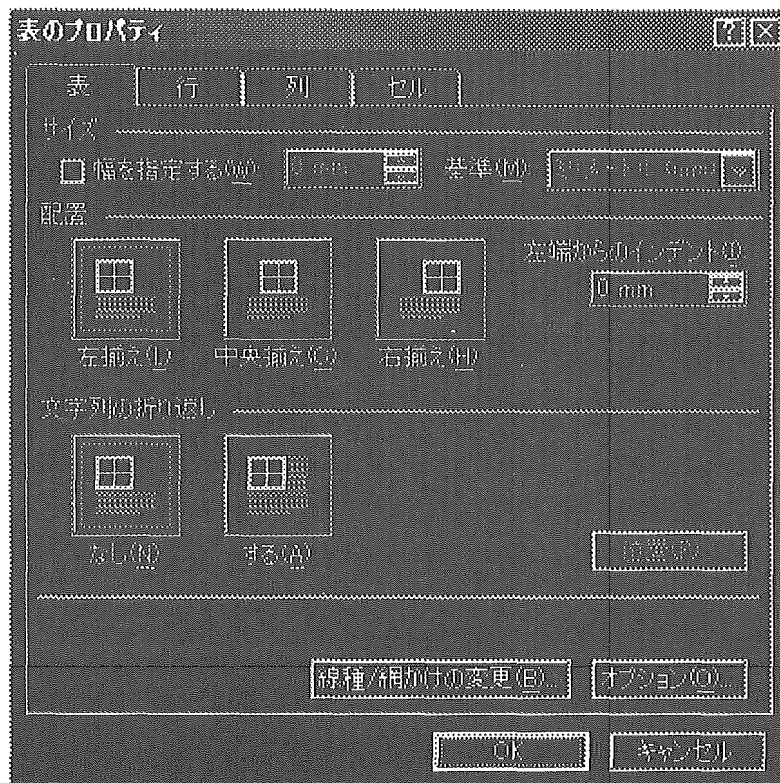 表のプロパティ
表 行 列 セル
サイズ
幅を指定する(W) 0 mm 基準(M)
配置
左端からのインデント(I)
0 mm
左揃え(L) 中央揃え(C) 右揃え(H)
文字列の折り返し
なし(N) する(A) 位置(P)
線種/網かけの変更(B)... オプション(O)...
OK キャンセル